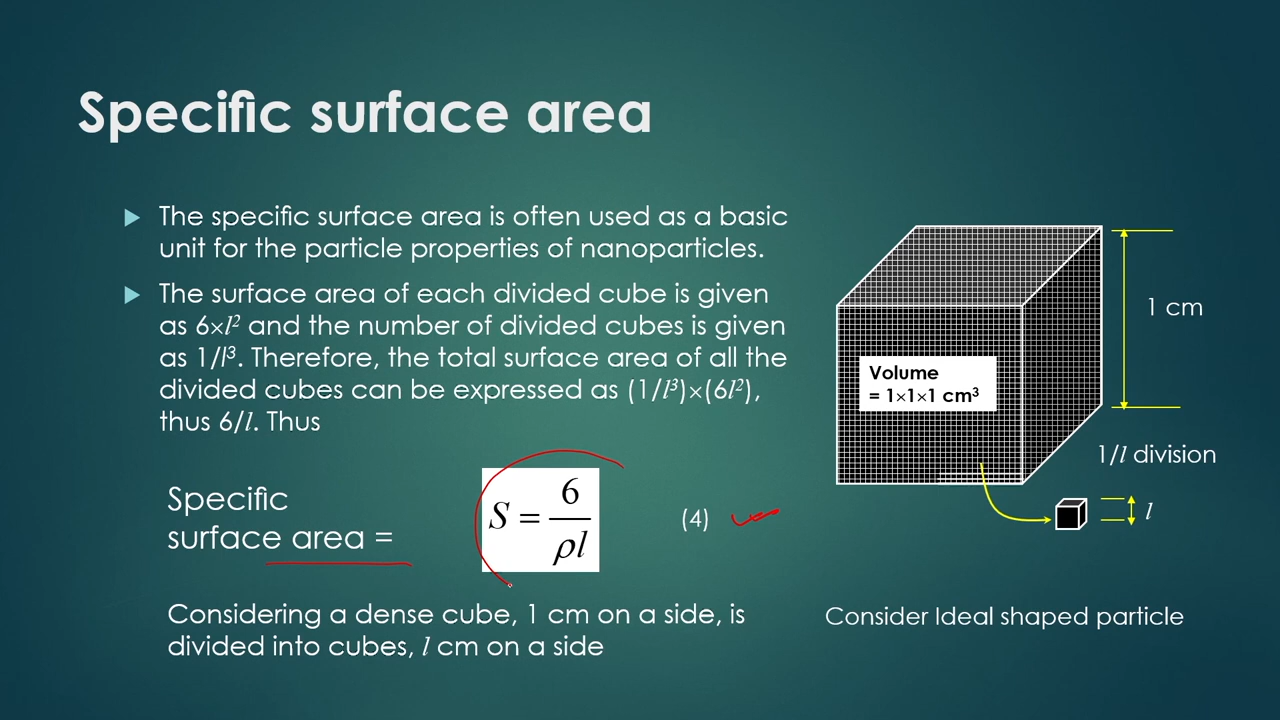 Specific surface area
The specific surface area is often used as a basic
unit for the particle properties of nanoparticles.
The surface area of each divided cube is given
as 6×l² and the number of divided cubes is given
as 1/l³. Therefore, the total surface area of all the
divided cubes can be expressed as (1/l³)×(6l²),
thus 6/l. Thus
Specific
surface area =
S = 6/ρl
(4)
Considering a dense cube, 1 cm on a side, is
divided into cubes, l cm on a side
Volume
= 1×1×1 cm³
1 cm
1/l division
l
Consider Ideal shaped particle